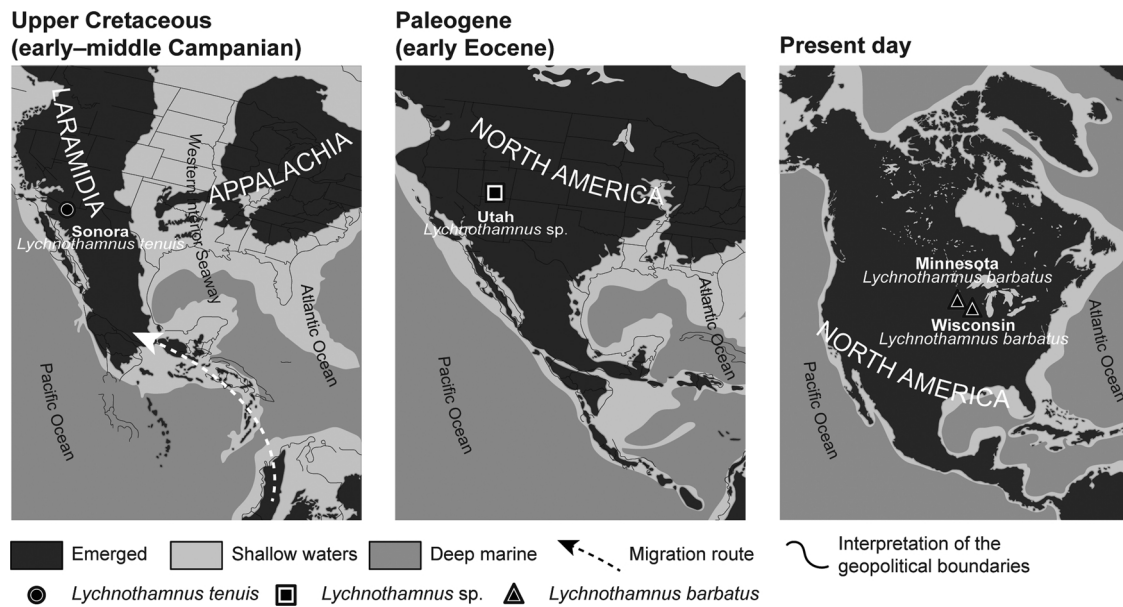 Upper Cretaceous
(early–middle Campanian)
LARAMIDIA
APPALACHIA
Western Interior Seaway
Sonora
Lychnothamnus tenuis
Atlantic Ocean
Pacific Ocean
Paleogene
(early Eocene)
NORTH AMERICA
Utah
Lychnothamnus sp.
Atlantic Ocean
Pacific Ocean
Present day
Minnesota
Lychnothamnus barbatus
Wisconsin
Lychnothamnus barbatus
NORTH AMERICA
Atlantic Ocean
Pacific Ocean
Emerged
Shallow waters
Deep marine
Migration route
Interpretation of the
geopolitical boundaries
Lychnothamnus tenuis
Lychnothamnus sp.
Lychnothamnus barbatus